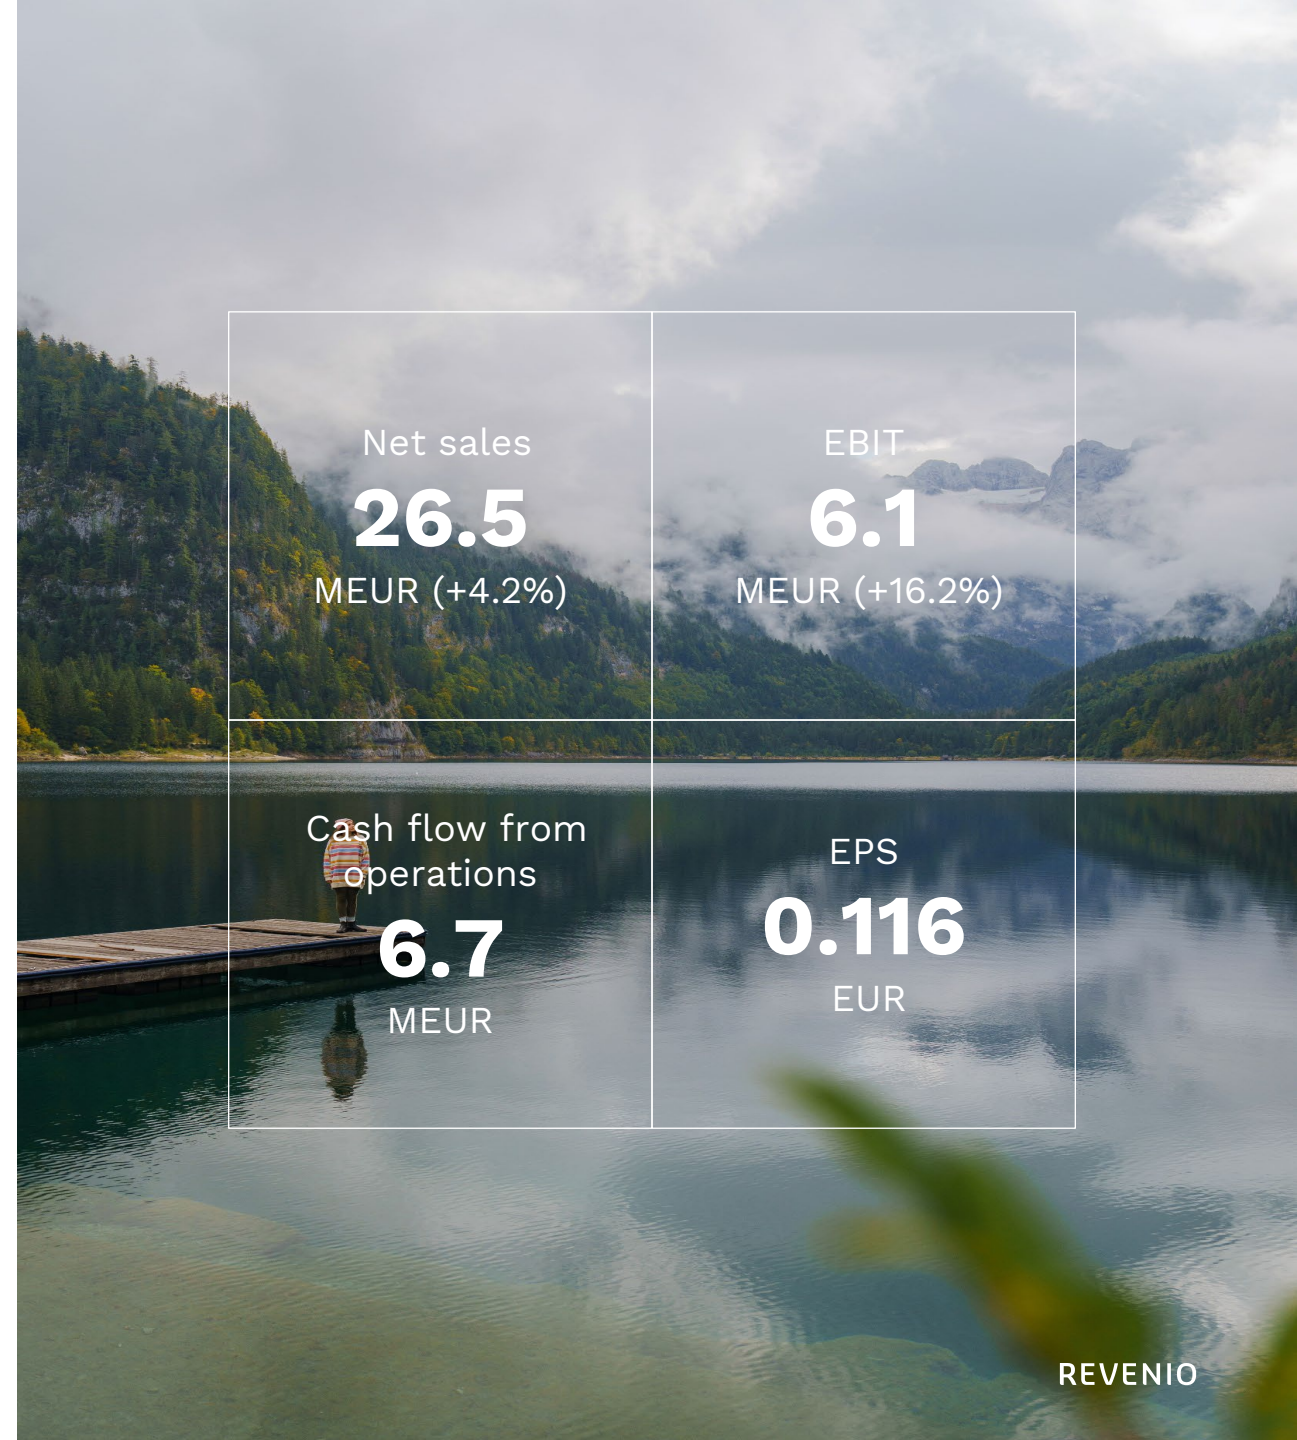 Net sales
26.5
MEUR (+4.2%)
EBIT
6.1
MEUR (+16.2%)
Cash flow from
operations
6.7
MEUR
EPS
0.116
EUR
REVENIO